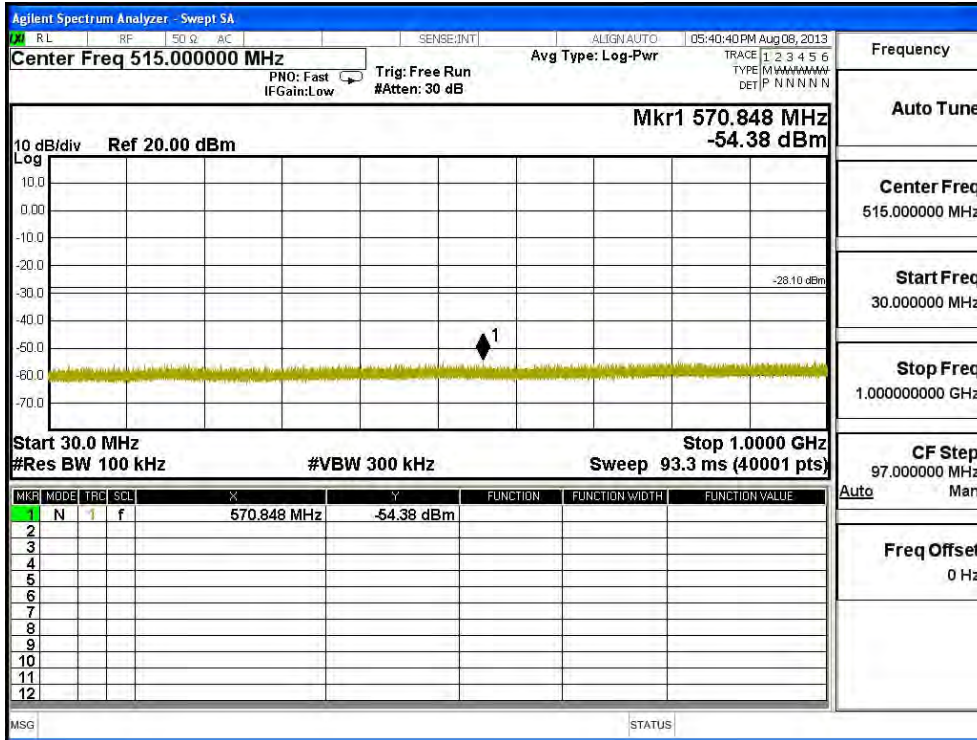 Agilent Spectrum Analyzer - Swept SA
LXI RL RF 50 Ω AC SENSE:INT ALIGN AUTO 05:40:40 PM Aug 08, 2013
Center Freq 515.000000 MHz
PNO: Fast
IFGain:Low
Trig: Free Run
#Atten: 30 dB
Avg Type: Log-Pwr
TRACE 1 2 3 4 5 6
TYPE M
DET P N N N N N
Mkr1 570.848 MHz
-54.38 dBm
10 dB/div Ref 20.00 dBm
Log
10.0
0.00
-10.0
-20.0
-28.10 dBm
-30.0
-40.0
1
-50.0
-60.0
-70.0
Start 30.0 MHz Stop 1.0000 GHz
#Res BW 100 kHz #VBW 300 kHz Sweep 93.3 ms (40001 pts)
MKR MODE TRC SCL X Y FUNCTION FUNCTION WIDTH FUNCTION VALUE
1 N 1 f 570.848 MHz -54.38 dBm
2
3
4
5
6
7
8
9
10
11
12
MSG STATUS
Frequency
Auto Tune
Center Freq
515.000000 MHz
Start Freq
30.000000 MHz
Stop Freq
1.000000000 GHz
CF Step
97.000000 MHz
Auto Man
Freq Offset
0 Hz